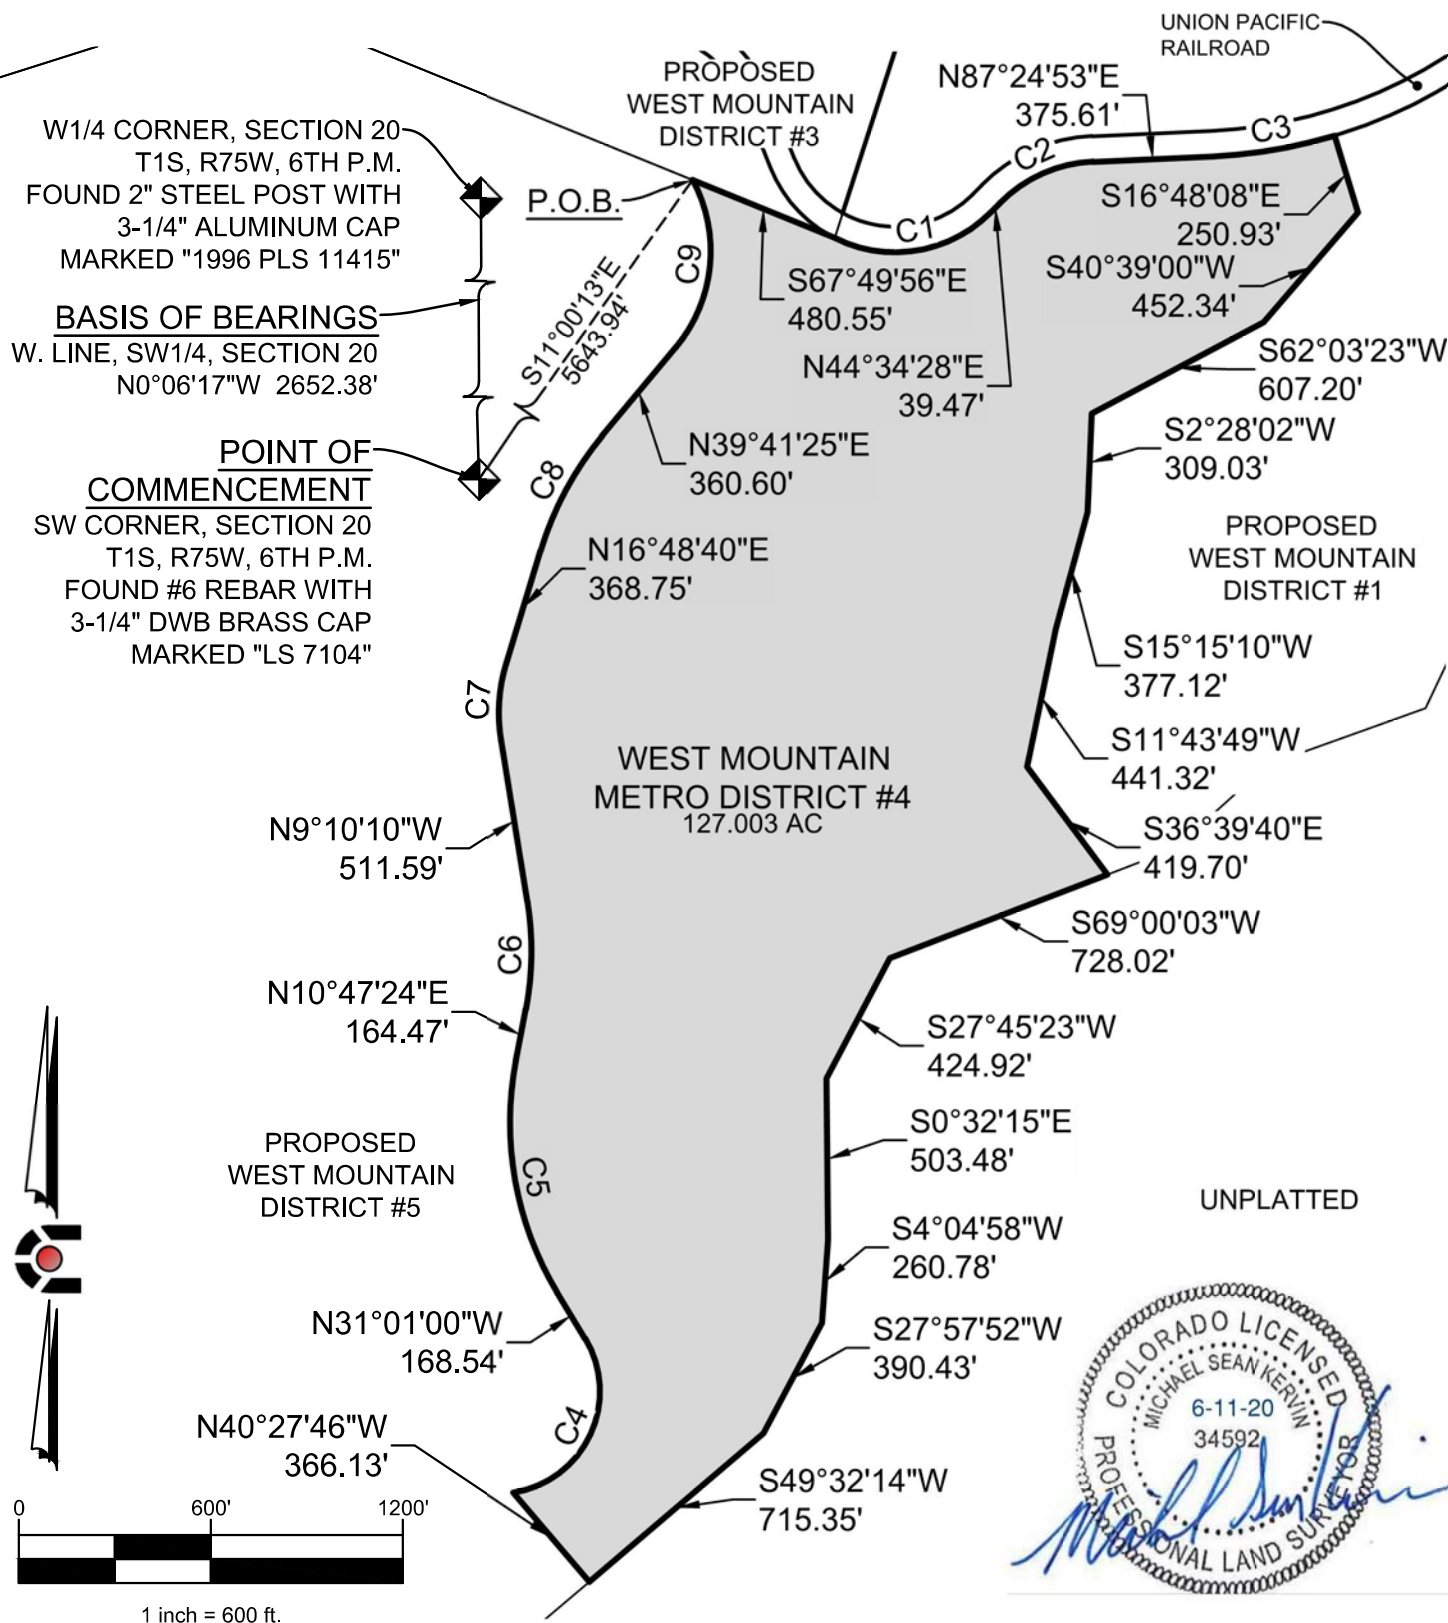 UNION PACIFIC
RAILROAD
PROPOSED
WEST MOUNTAIN
DISTRICT #3
N87°24'53"E
375.61'
C3
C2
C1
W1/4 CORNER, SECTION 20
T1S, R75W, 6TH P.M.
FOUND 2" STEEL POST WITH
3-1/4" ALUMINUM CAP
MARKED "1996 PLS 11415"
P.O.B.
S16°48'08"E
250.93'
C9
S11°00'13"E
5643.94'
S67°49'56"E
480.55'
S40°39'00"W
452.34'
BASIS OF BEARINGS
W. LINE, SW1/4, SECTION 20
N0°06'17"W 2652.38'
N44°34'28"E
39.47'
S62°03'23"W
607.20'
POINT OF
COMMENCEMENT
SW CORNER, SECTION 20
T1S, R75W, 6TH P.M.
FOUND #6 REBAR WITH
3-1/4" DWB BRASS CAP
MARKED "LS 7104"
C8
N39°41'25"E
360.60'
S2°28'02"W
309.03'
N16°48'40"E
368.75'
PROPOSED
WEST MOUNTAIN
DISTRICT #1
C7
S15°15'10"W
377.12'
WEST MOUNTAIN
METRO DISTRICT #4
127.003 AC
S11°43'49"W
441.32'
N9°10'10"W
511.59'
S36°39'40"E
419.70'
C6
S69°00'03"W
728.02'
N10°47'24"E
164.47'
S27°45'23"W
424.92'
PROPOSED
WEST MOUNTAIN
DISTRICT #5
C5
S0°32'15"E
503.48'
UNPLATTED
S4°04'58"W
260.78'
N31°01'00"W
168.54'
S27°57'52"W
390.43'
C4
N40°27'46"W
366.13'
S49°32'14"W
715.35'
COLORADO LICENSED
MICHAEL SEAN KERVIN
6-11-20
34592
PROFESSIONAL LAND SURVEYOR
0 600' 1200'
1 inch = 600 ft.